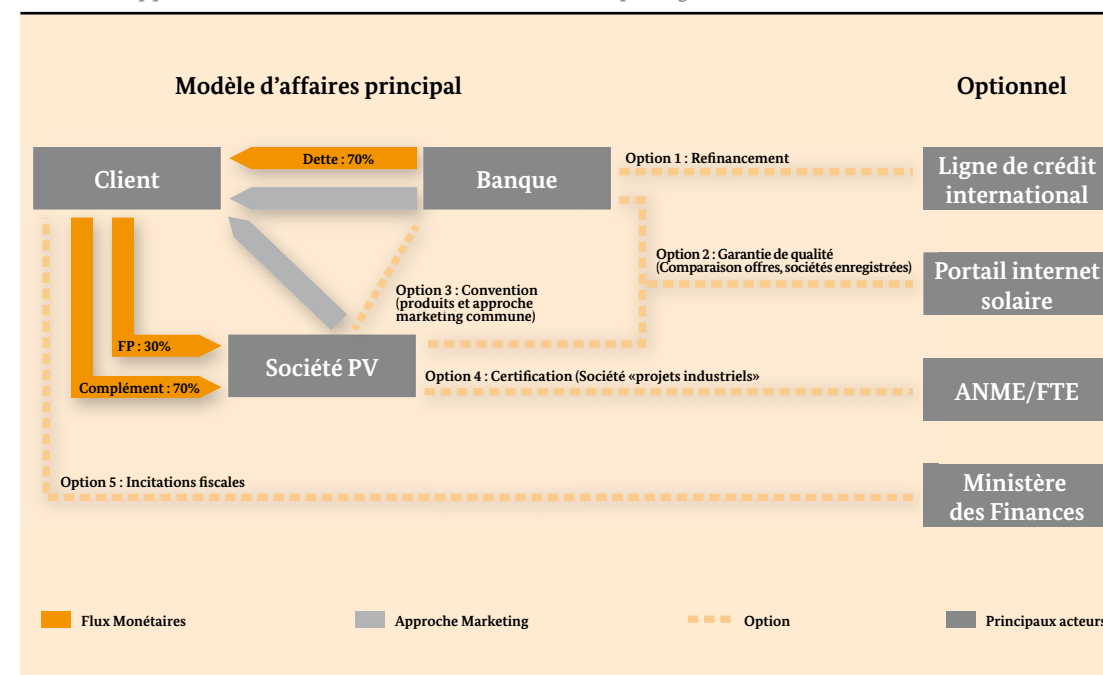 Modèle d’affaires principal
Optionnel
Dette : 70%
Client
Banque
Option 1 : Refinancement
Ligne de crédit
international
Option 2 : Garantie de qualité
(Comparaison offres, sociétés enregistrées)
Portail internet
solaire
Option 3 : Convention
(produits et approche
marketing commune)
FP : 30%
Complément : 70%
Société PV
Option 4 : Certification (Société «projets industriels»
ANME/FTE
Option 5 : Incitations fiscales
Ministère
des Finances
Flux Monétaires
Approche Marketing
Option
Principaux acteurs